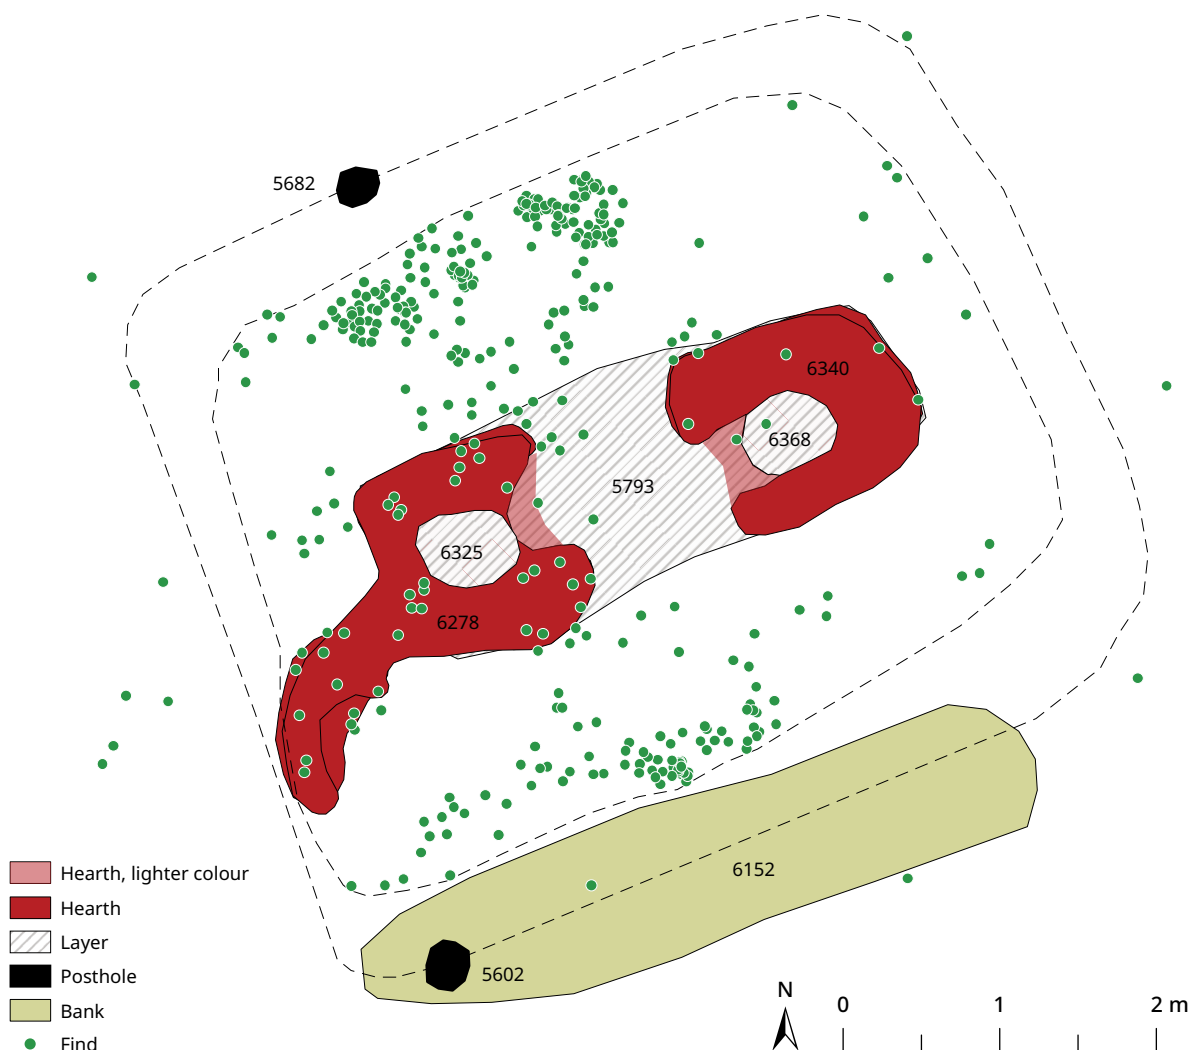 5682
6340
6368
5793
6325
6278
Hearth, lighter colour
6152
Hearth
Layer
Posthole
5602
N
0 1 2 m
Bank
Find